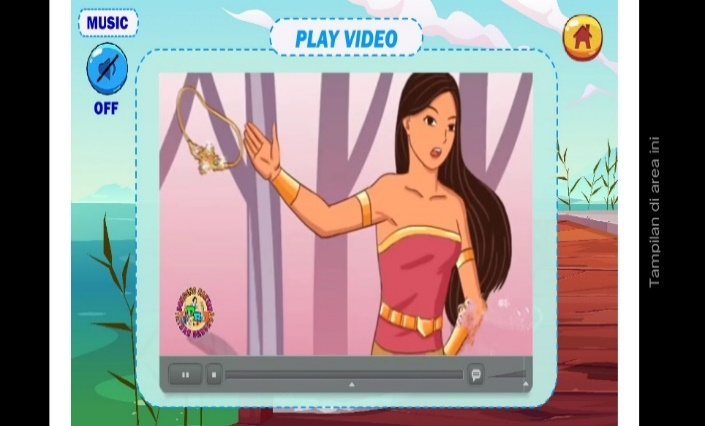 MUSIC
OFF
PLAY VIDEO
Tampilan di area ini